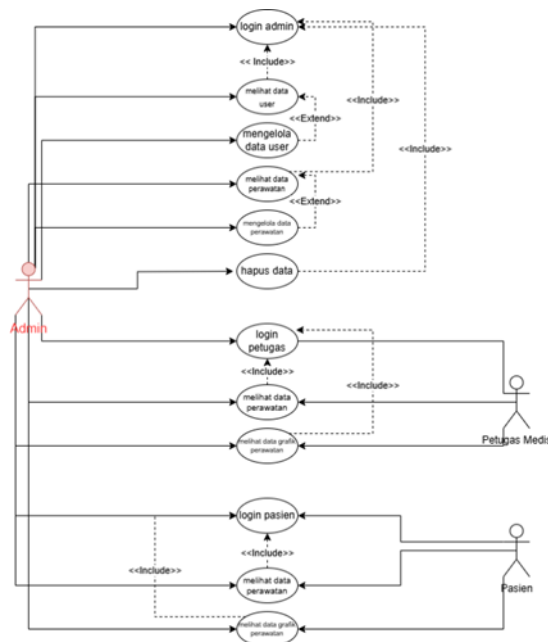 login admin
<< Include>>
melihat data
user
<<Include>>
<<Extend>>
mengelola
data user
<<Include>>
melihat data
perawatan
<<Extend>>
mengelola data
perawatan
hapus data
Admin
login
petugas
<<Include>>
<<Include>>
melihat data
perawatan
Petugas Medis
melihat data grafik
perawatan
login pasien
<<Include>>
<<Include>>
Pasien
melihat data
perawatan
melihat data grafik
perawatan